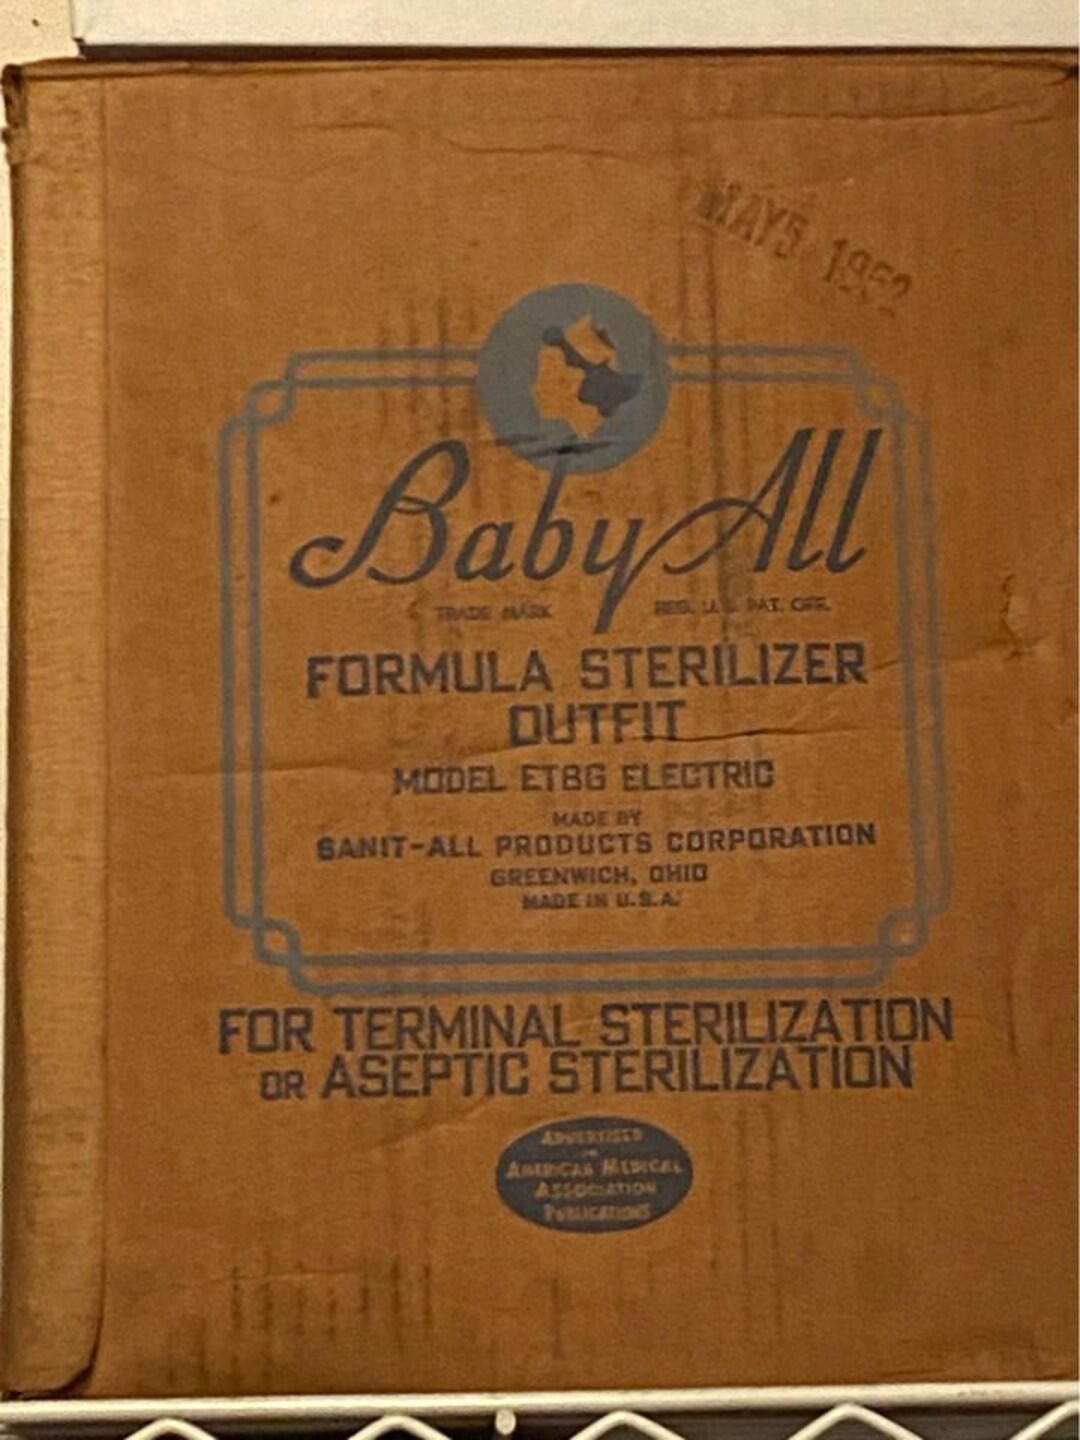 MAY 5 1952
Baby All
TRADE MARK REG. U.S. PAT. OFF.
FORMULA STERILIZER
OUTFIT
MODEL ET8G ELECTRIC
MADE BY
SANIT-ALL PRODUCTS CORPORATION
GREENWICH, OHIO
MADE IN U.S.A.
FOR TERMINAL STERILIZATION
OR ASEPTIC STERILIZATION
ADVERTISED
IN
AMERICAN MEDICAL
ASSOCIATION
PUBLICATIONS